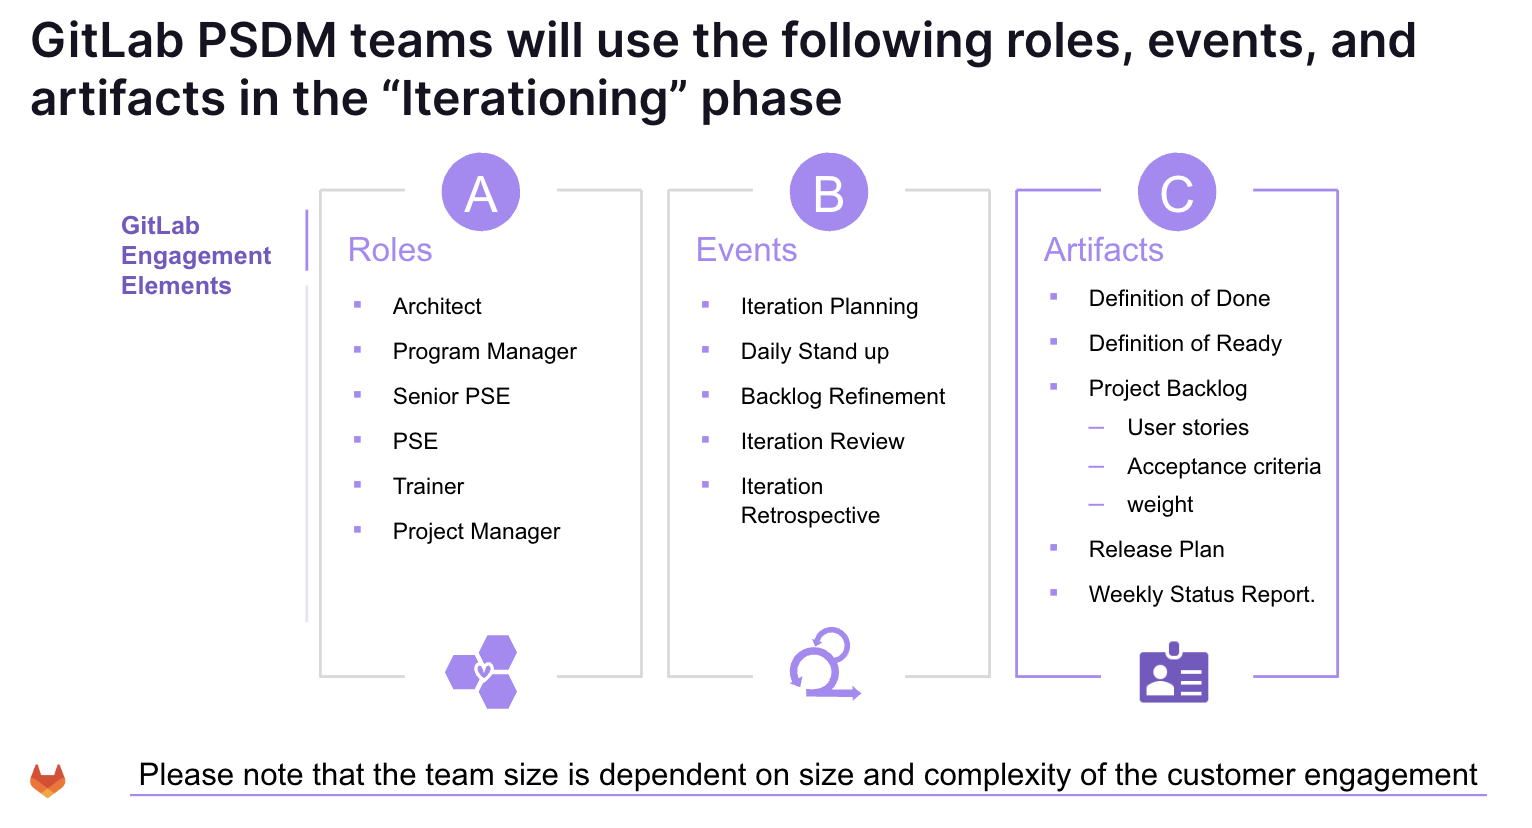 GitLab PSDM teams will use the following roles, events, and
artifacts in the “Iterationing” phase
GitLab
Engagement
Elements
A
Roles
Architect
Program Manager
Senior PSE
PSE
Trainer
Project Manager
B
Events
Iteration Planning
Daily Stand up
Backlog Refinement
Iteration Review
Iteration
Retrospective
C
Artifacts
Definition of Done
Definition of Ready
Project Backlog
User stories
Acceptance criteria
weight
Release Plan
Weekly Status Report.
Please note that the team size is dependent on size and complexity of the customer engagement